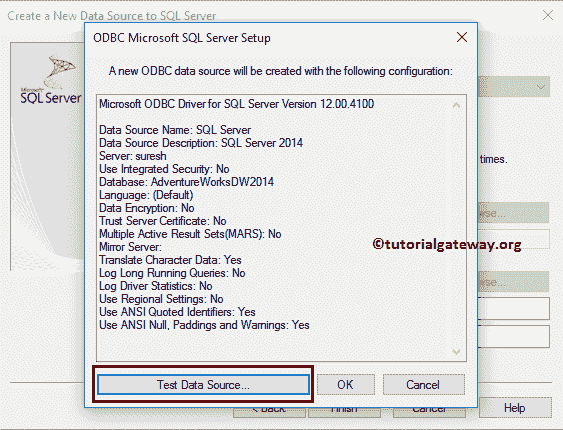 Create a New Data Source to SQL Server
Microsoft
SQL Server
ODBC Microsoft SQL Server Setup
A new ODBC data source will be created with the following configuration:
Microsoft ODBC Driver for SQL Server Version 12.00.4100
Data Source Name: SQL Server
Data Source Description: SQL Server 2014
Server: suresh
Use Integrated Security: No
Database: AdventureWorksDW2014
Language: (Default)
Data Encryption: No
Trust Server Certificate: No
Multiple Active Result Sets(MARS): No
Mirror Server:
Translate Character Data: Yes
Log Long Running Queries: No
Log Driver Statistics: No
Use Regional Settings: No
Use ANSI Quoted Identifiers: Yes
Use ANSI Null, Paddings and Warnings: Yes
times.
©tutorialgateway.org
Test Data Source...
OK
Cancel
< Back
Finish
Cancel
Help